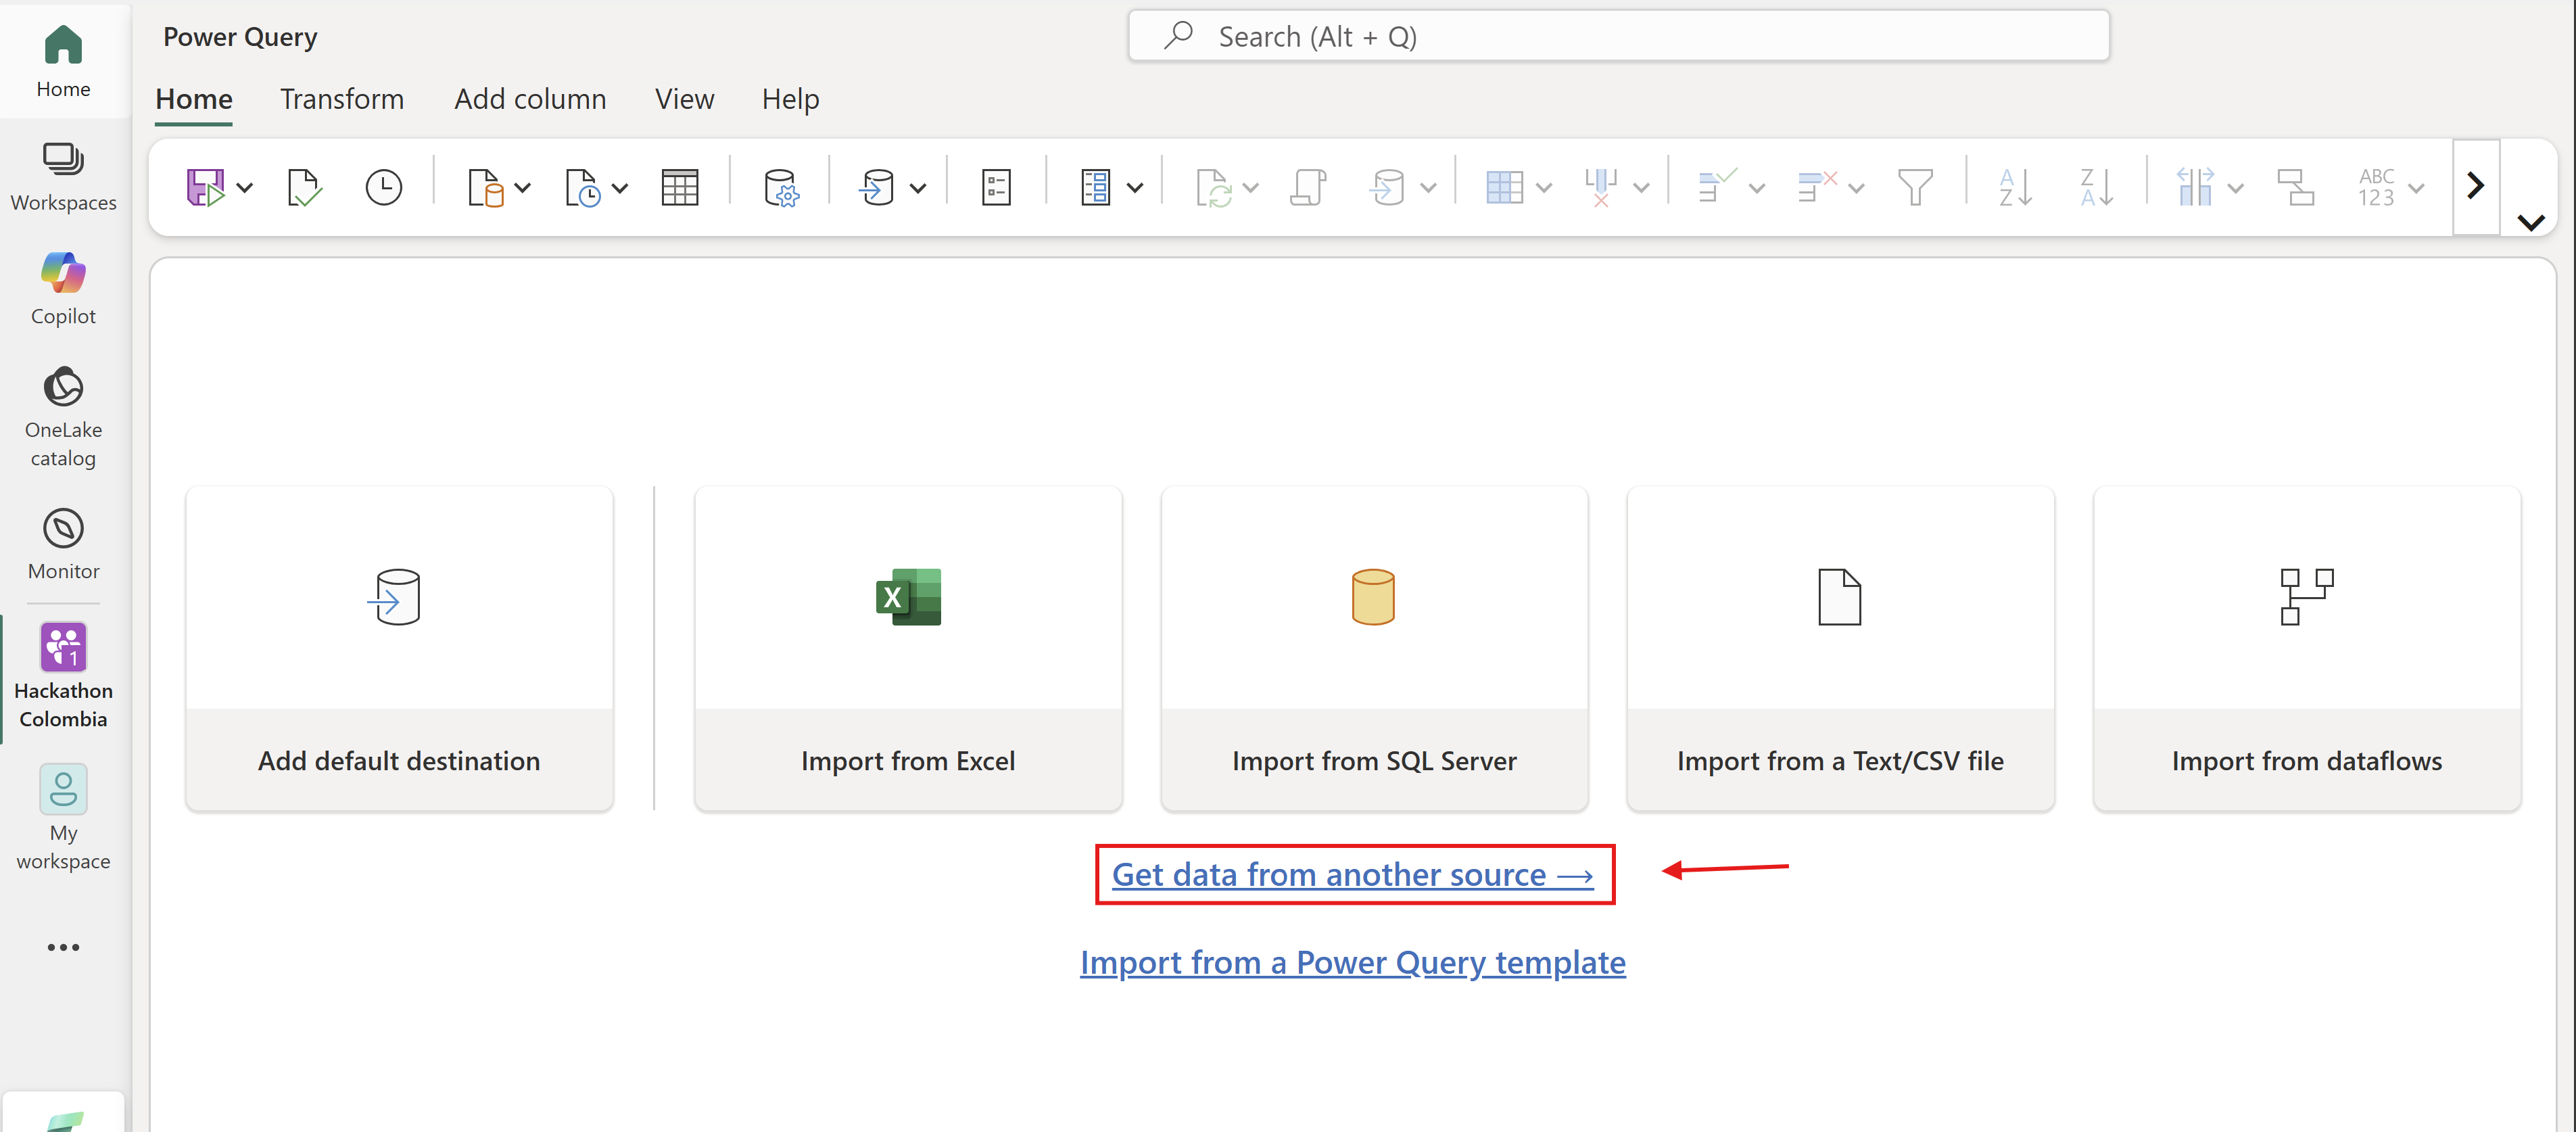 Home
Workspaces
Copilot
OneLake
catalog
Monitor
1
Hackathon
Colombia
My
workspace
Power Query
Search (Alt + Q)
Home Transform Add column View Help
A
Z
Z
A
ABC
123
Add default destination
X
Import from Excel
Import from SQL Server
Import from a Text/CSV file
Import from dataflows
Get data from another source →
Import from a Power Query template